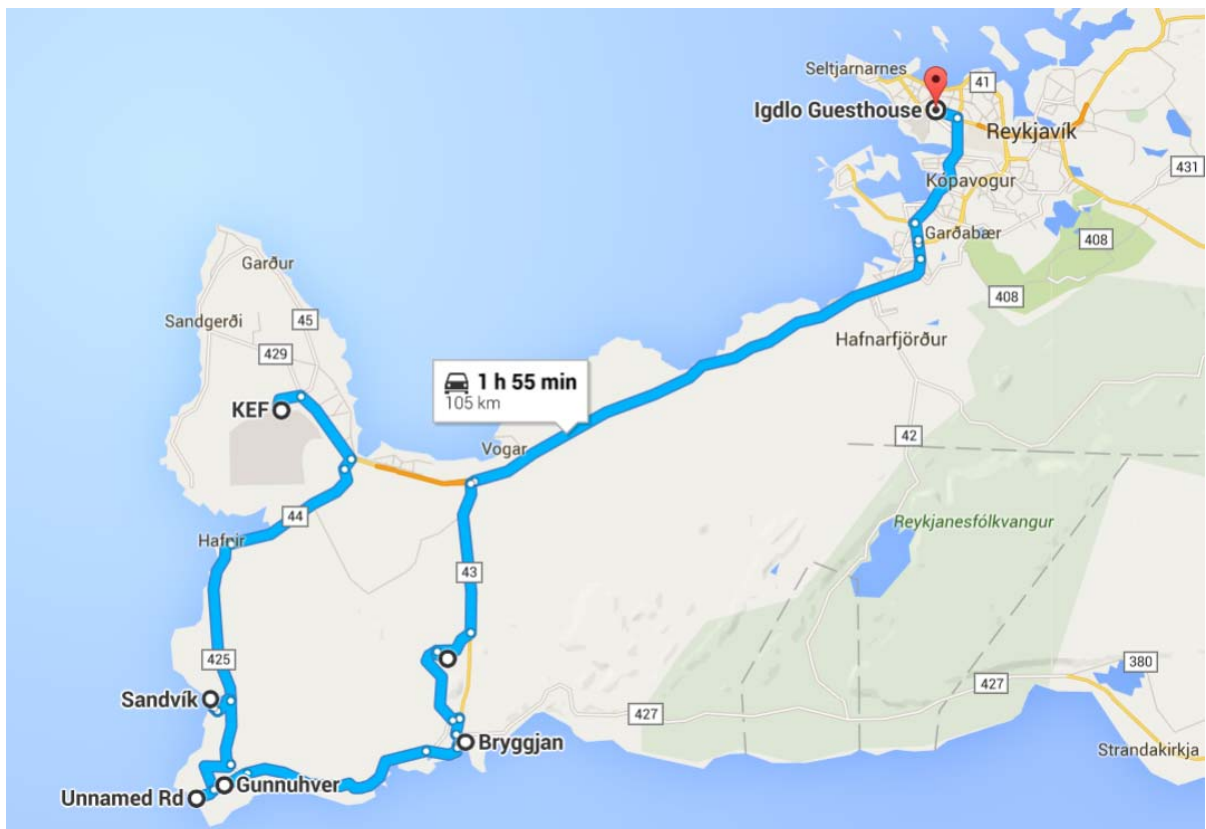 Seltjarnarnes
41
Igdlo Guesthouse
Reykjavík
431
Kópavogur
Garðabær
408
Garður
408
Sandgerði
45
Hafnarfjörður
429
1 h 55 min
105 km
KEF
42
Vogar
44
Reykjanesfólkvangur
Hafnir
43
425
380
427
Sandvík
427
Bryggjan
Strandakirkja
Gunnuhver
Unnamed Rd